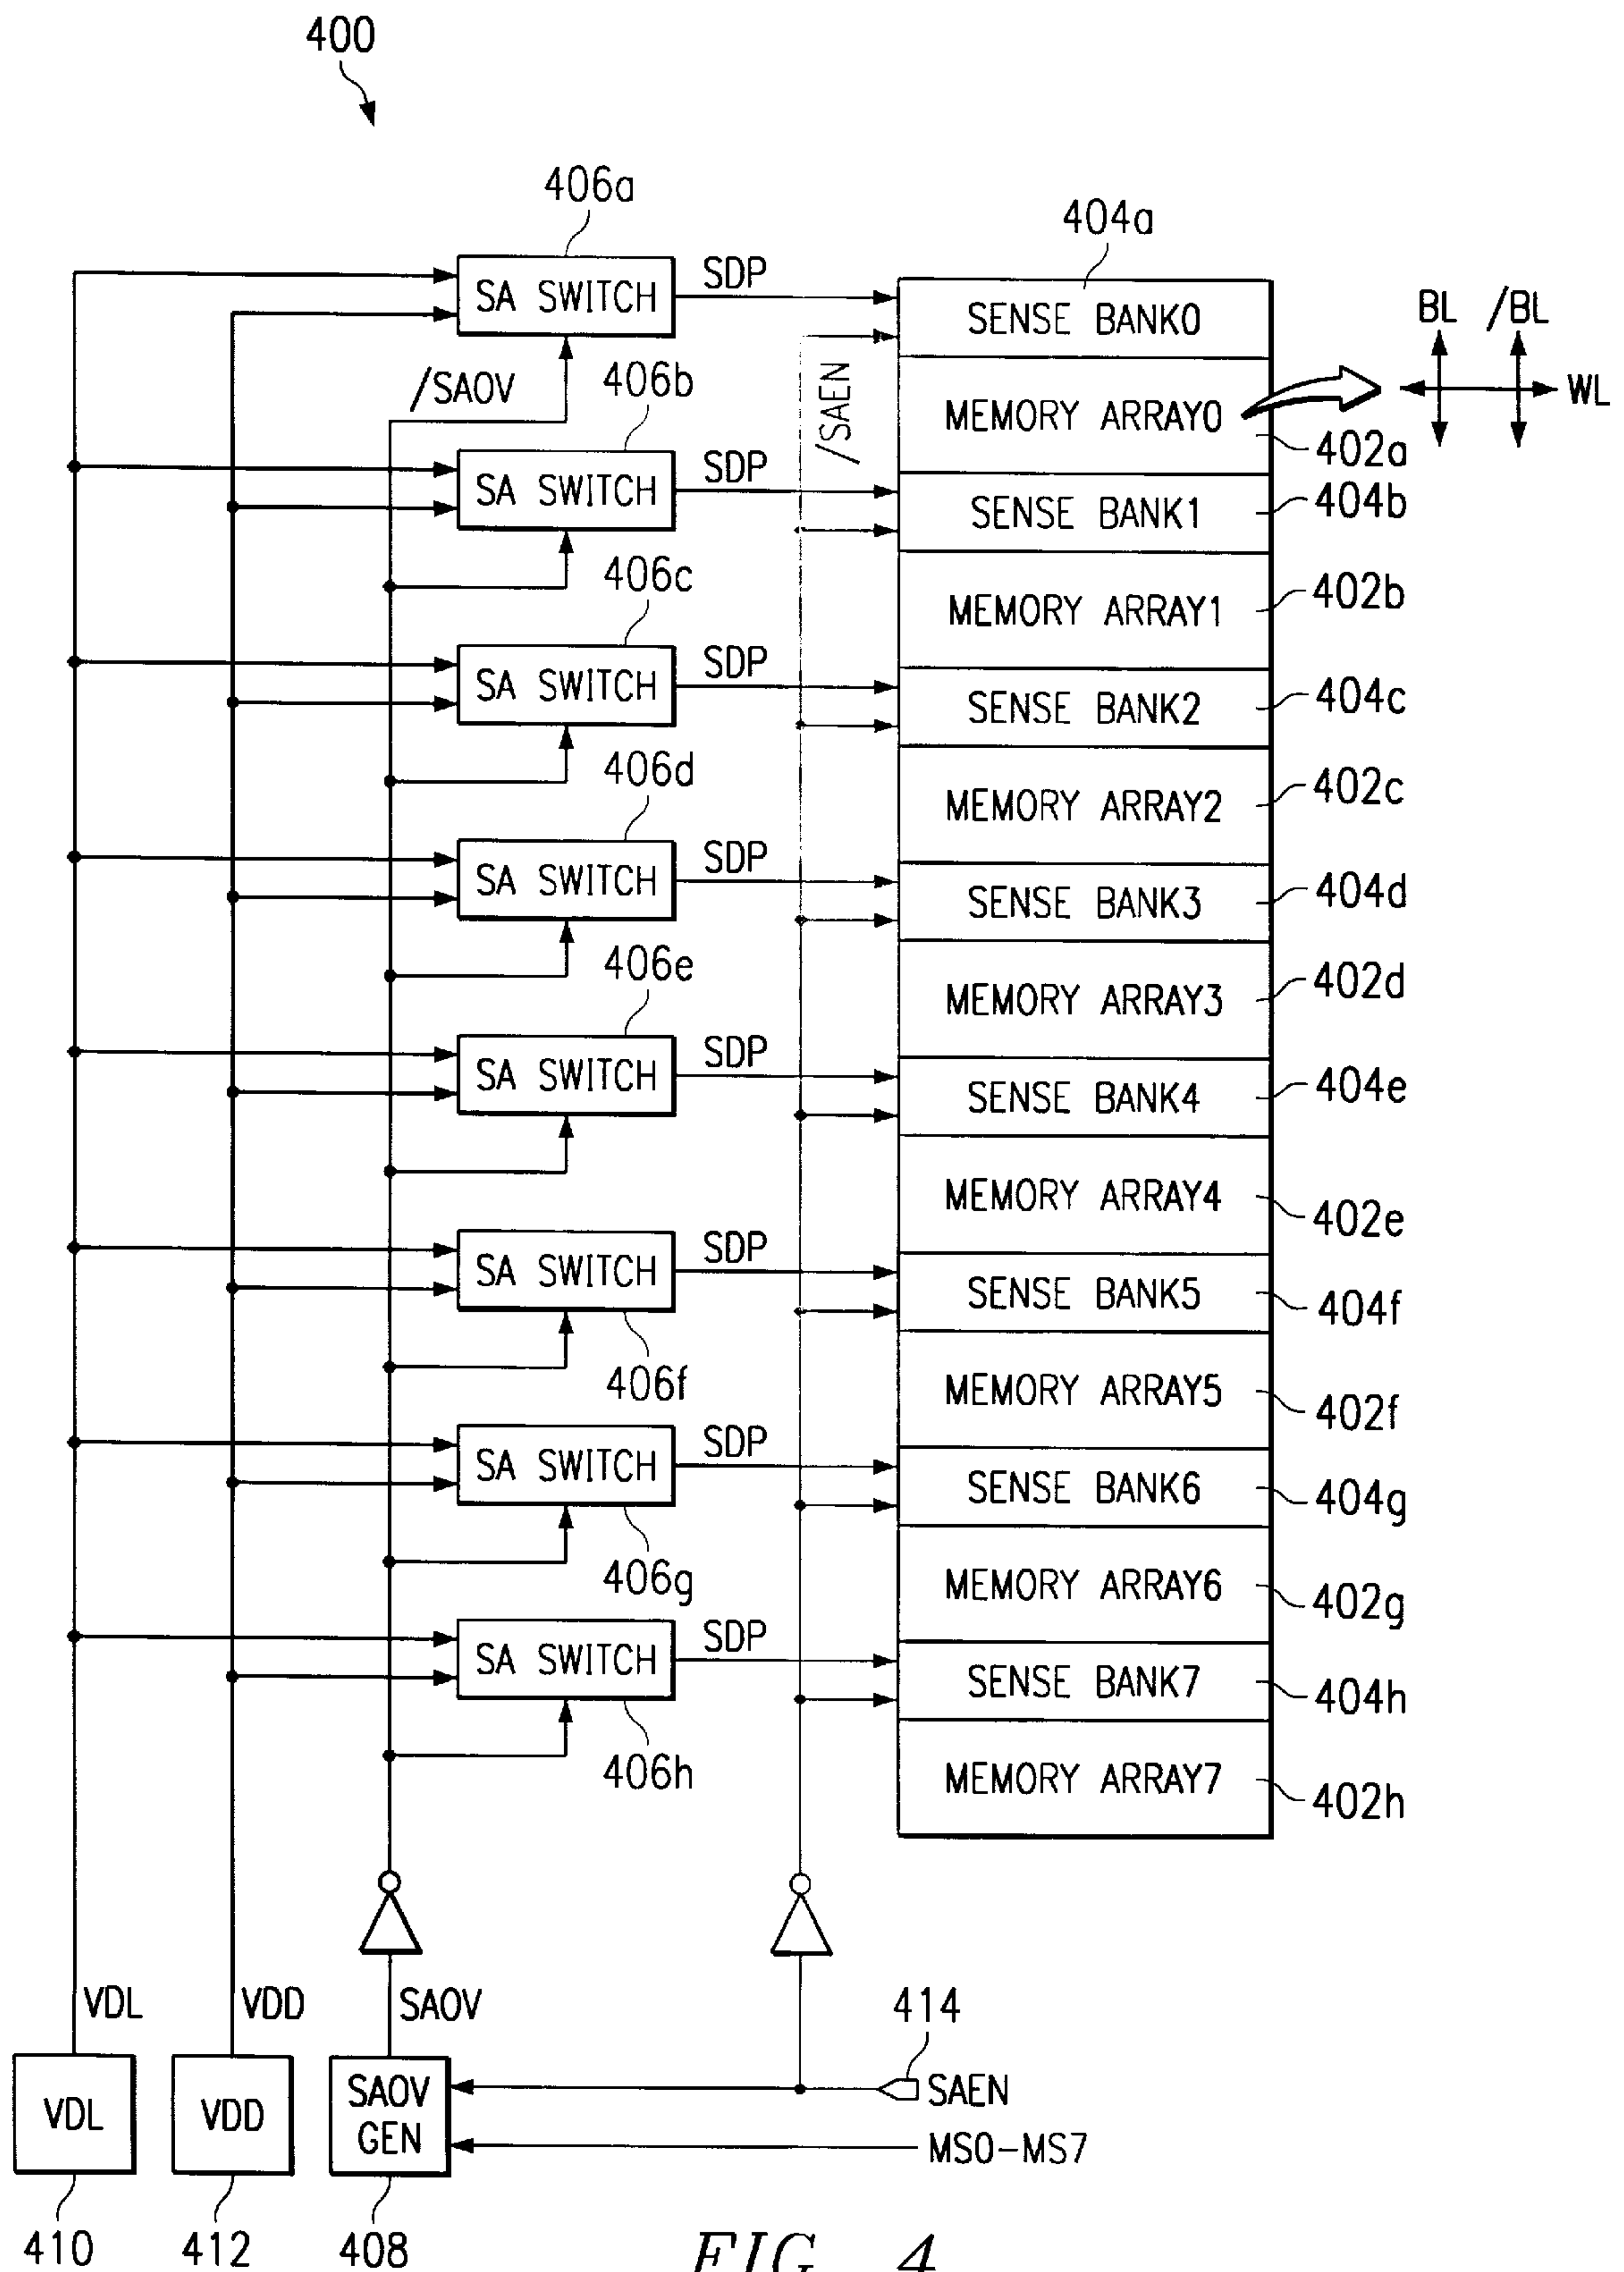 400
406a
404a
SA SWITCH
SDP
SENSE BANK0
BL /BL
/SAOV
406b
/SAEN
MEMORY ARRAY0
WL
402a
SA SWITCH
SDP
SENSE BANK1
404b
406c
MEMORY ARRAY1
402b
SA SWITCH
SDP
SENSE BANK2
404c
406d
MEMORY ARRAY2
402c
SA SWITCH
SDP
SENSE BANK3
404d
406e
MEMORY ARRAY3
402d
SA SWITCH
SDP
SENSE BANK4
404e
MEMORY ARRAY4
402e
SA SWITCH
SDP
SENSE BANK5
404f
406f
MEMORY ARRAY5
402f
SA SWITCH
SDP
SENSE BANK6
404g
406g
MEMORY ARRAY6
402g
SA SWITCH
SDP
SENSE BANK7
404h
406h
MEMORY ARRAY7
402h
VDL
VDD
SAOV
414
VDL
VDD
SAOV
GEN
SAEN
MS0-MS7
410
412
408
FIG. 4